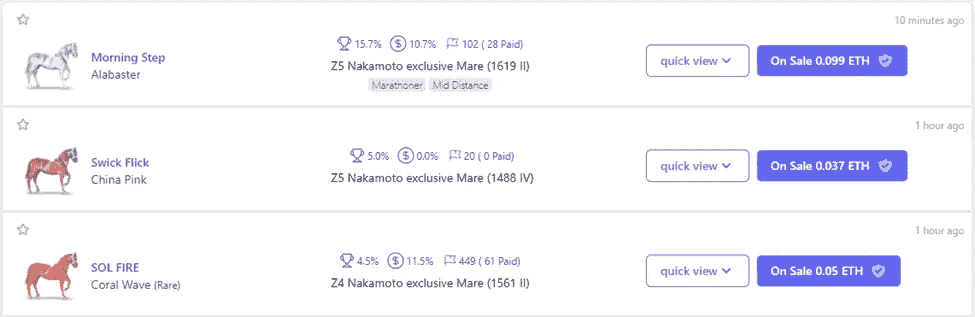 10 minutes ago
15.7% $ 10.7% 102 ( 28 Paid)
Morning Step
Z5 Nakamoto exclusive Mare (1619 II)
quick view
On Sale 0.099 ETH
Alabaster
Marathoner Mid Distance
1 hour ago
5.0% $ 0.0% 20 ( 0 Paid)
Swick Flick
Z5 Nakamoto exclusive Mare (1488 IV)
quick view
On Sale 0.037 ETH
China Pink
1 hour ago
4.5% $ 11.5% 449 ( 61 Paid)
SOL FIRE
Z4 Nakamoto exclusive Mare (1561 II)
quick view
On Sale 0.05 ETH
Coral Wave (Rare)